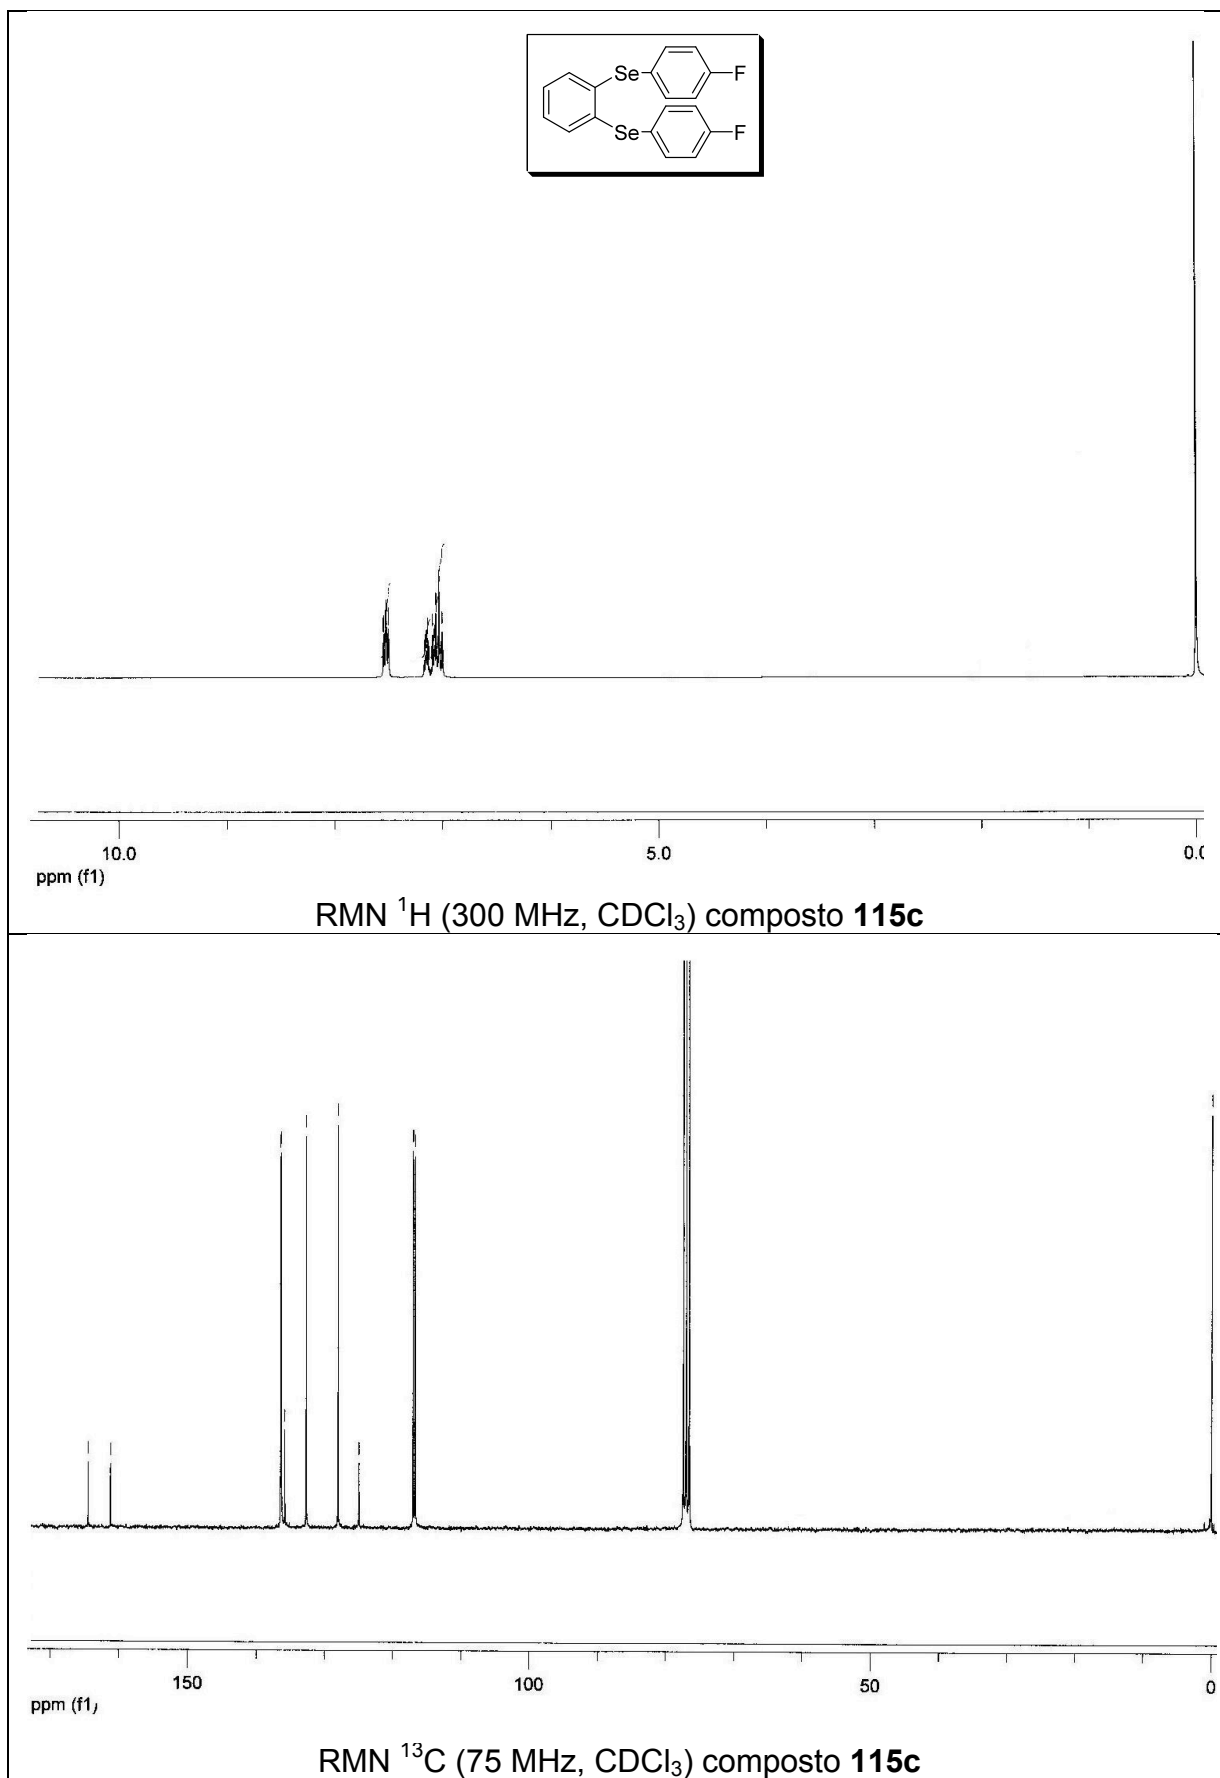 Se
F
Se
F
10.0
5.0
0.0
ppm (f1)
RMN ¹H (300 MHz, CDCl₃) composto 115c
150
100
50
0
ppm (f1)
RMN ¹³C (75 MHz, CDCl₃) composto 115c